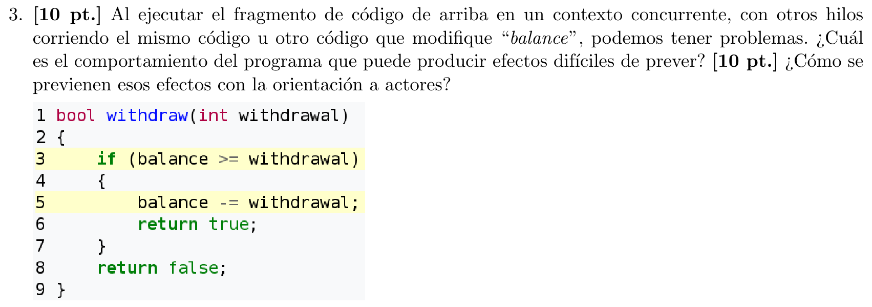 3. [10 pt.] Al ejecutar el fragmento de código de arriba en un contexto concurrente, con otros hilos
corriendo el mismo código u otro código que modifique “balance”, podemos tener problemas. ¿Cuál
es el comportamiento del programa que puede producir efectos difíciles de prever? [10 pt.] ¿Cómo se
previenen esos efectos con la orientación a actores?
1 bool withdraw(int withdrawal)
2 {
3     if (balance >= withdrawal)
4     {
5         balance -= withdrawal;
6         return true;
7     }
8     return false;
9 }